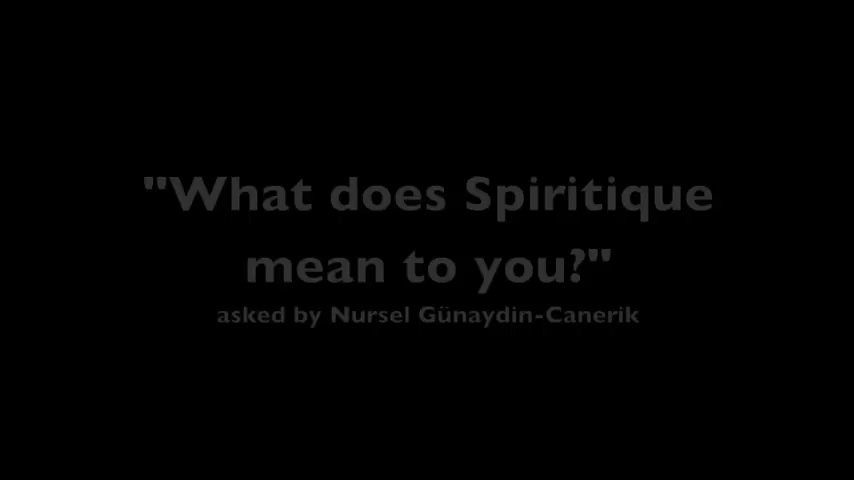 "What does Spiritique
mean to you?"
asked by Nursel Günaydin-Canerik